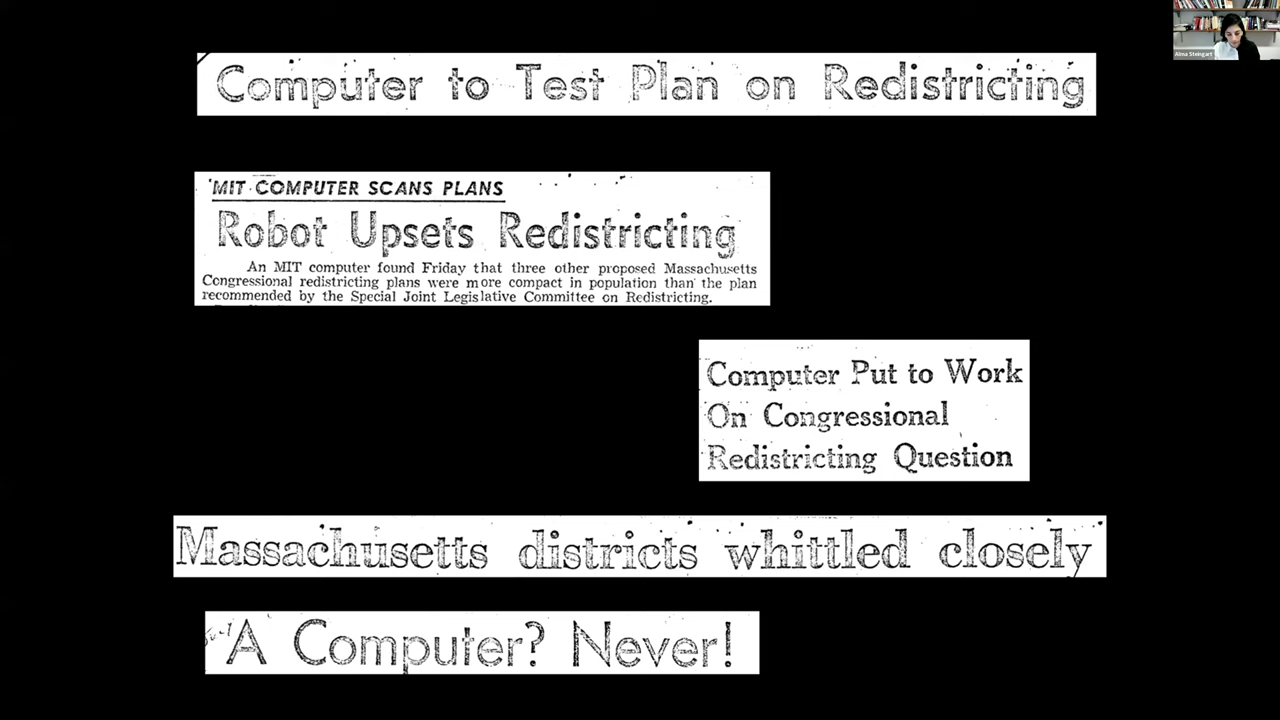 Alma Steingart
Computer to Test Plan on Redistricting
MIT COMPUTER SCANS PLANS
Robot Upsets Redistricting
An MIT computer found Friday that three other proposed Massachusetts
Congressional redistricting plans were more compact in population than the plan
recommended by the Special Joint Legislative Committee on Redistricting.
Computer Put to Work
On Congressional
Redistricting Question
Massachusetts districts whittled closely
A Computer? Never!